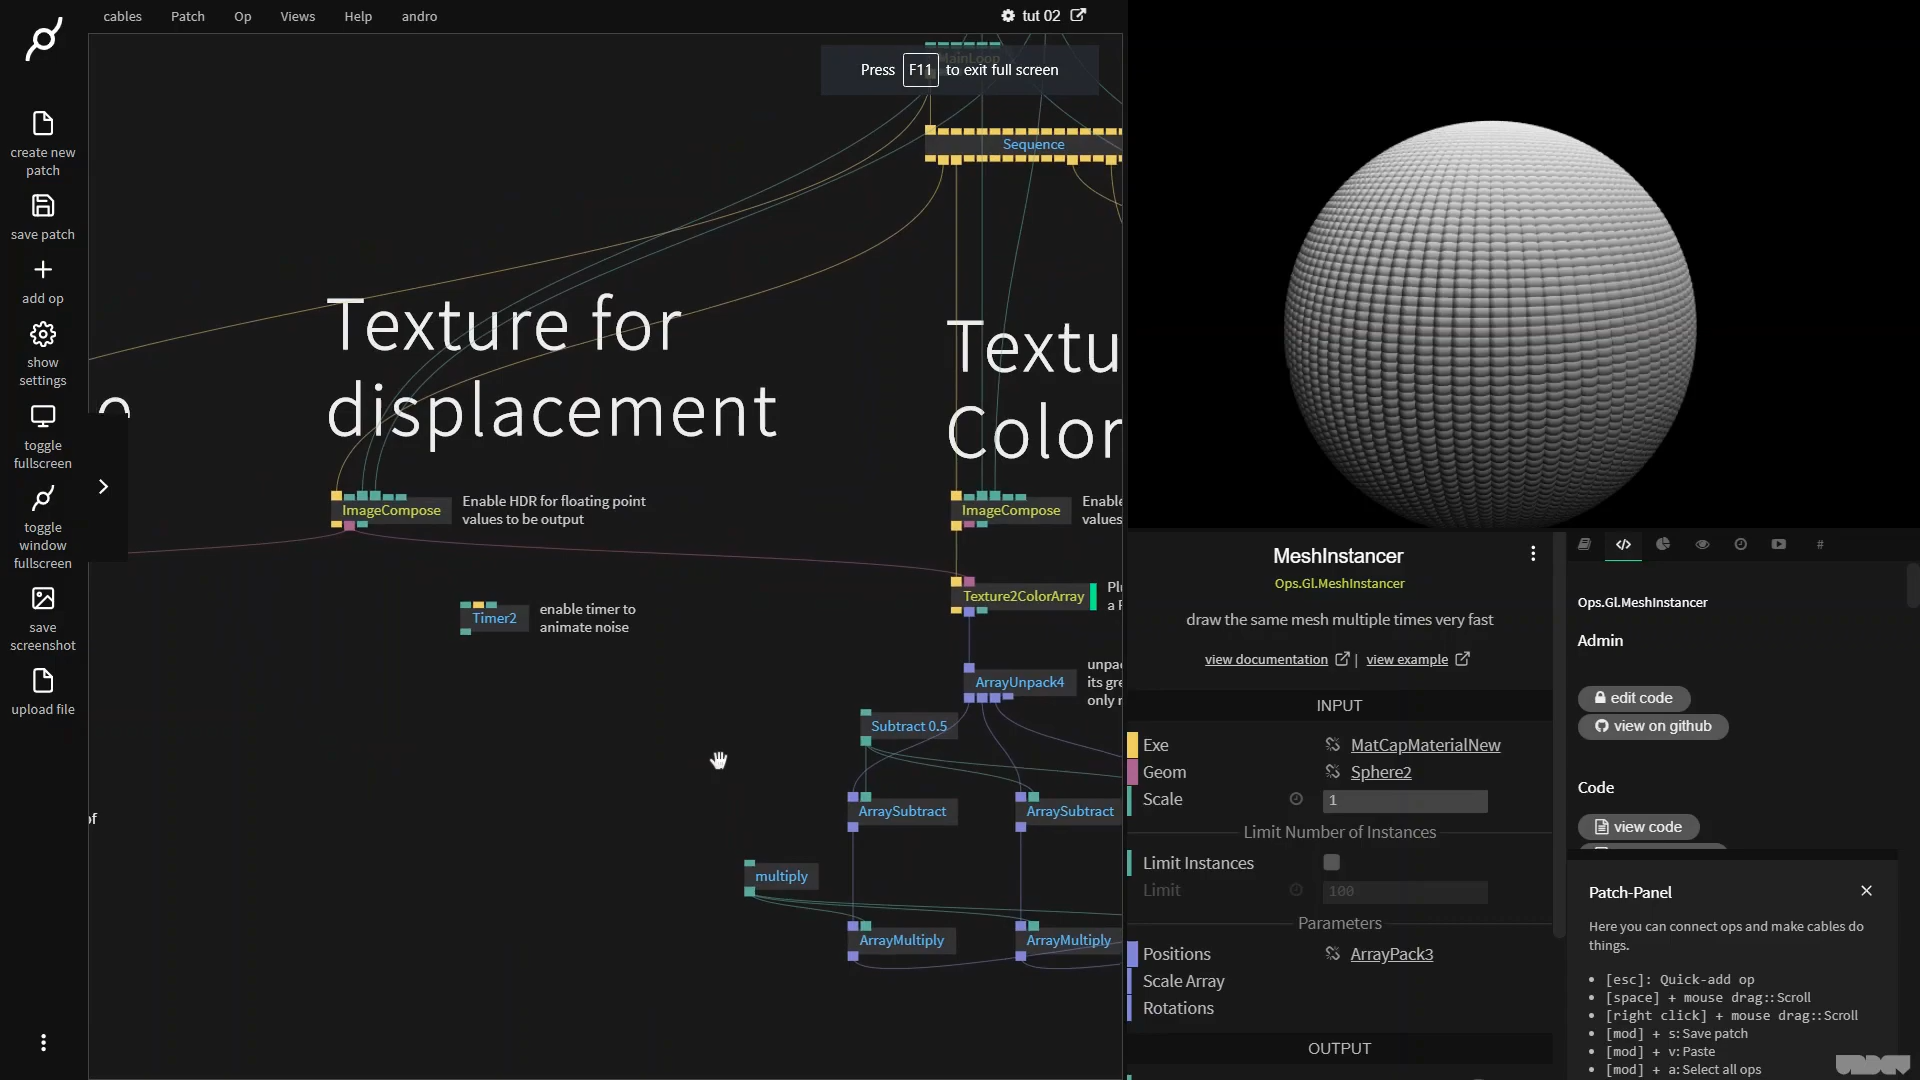 cables Patch Op Views Help andro
tut 02
Press F11 to exit full screen
MainLoop
Sequence
create new
patch
save patch
add op
show
settings
toggle
fullscreen
toggle
window
fullscreen
save
screenshot
upload file
Texture for
displacement
Textu
Color
ImageCompose
Enable HDR for floating point
values to be output
ImageCompose
Enable
values
Timer2
enable timer to
animate noise
Texture2ColorArray
a F
ArrayUnpack4
unpac
its gre
only r
Subtract 0.5
ArraySubtract
ArraySubtract
of
multiply
ArrayMultiply
ArrayMultiply
MeshInstancer
Ops.Gl.MeshInstancer
draw the same mesh multiple times very fast
view documentation | view example
INPUT
Exe MatCapMaterialNew
Geom Sphere2
Scale 1
Limit Number of Instances
Limit Instances
Limit 100
Parameters
Positions ArrayPack3
Scale Array
Rotations
OUTPUT
#
Ops.Gl.MeshInstancer
Admin
edit code
view on github
Code
view code
Patch-Panel
Here you can connect ops and make cables do
things.
[esc]: Quick-add op
[space] + mouse drag::Scroll
[right click] + mouse drag::Scroll
[mod] + s: Save patch
[mod] + v: Paste
[mod] + a: Select all ops